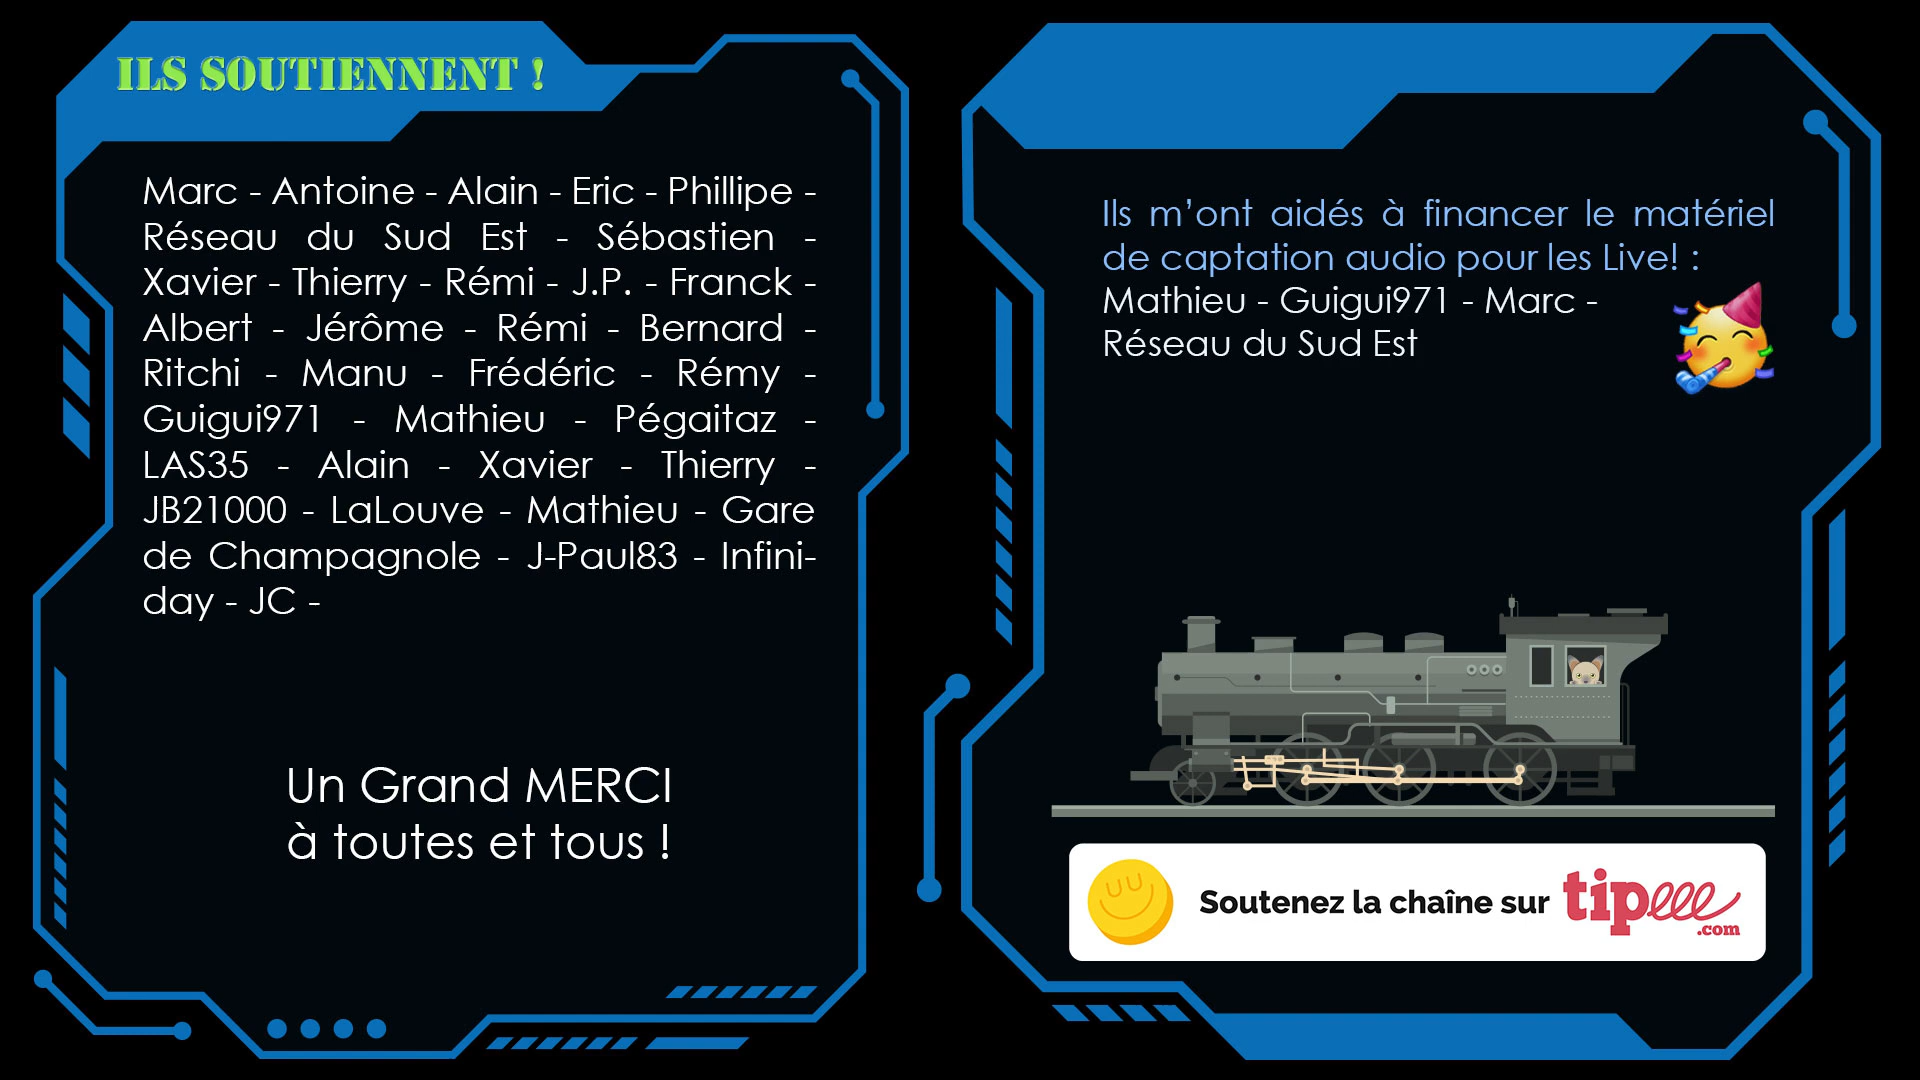 ILS SOUTIENNENT !
Marc - Antoine - Alain - Eric - Phillipe -
Réseau du Sud Est - Sébastien -
Xavier - Thierry - Rémi - J.P. - Franck -
Albert - Jérôme - Rémi - Bernard -
Ritchi - Manu - Frédéric - Rémy -
Guigui971 - Mathieu - Pégaitaz -
LAS35 - Alain - Xavier - Thierry -
JB21000 - LaLouve - Mathieu - Gare
de Champagnole - J-Paul83 - Infini-
day - JC -
Un Grand MERCI
à toutes et tous !
Ils m’ont aidés à financer le matériel
de captation audio pour les Live! :
Mathieu - Guigui971 - Marc -
Réseau du Sud Est
Soutenez la chaîne sur tipeee
.com